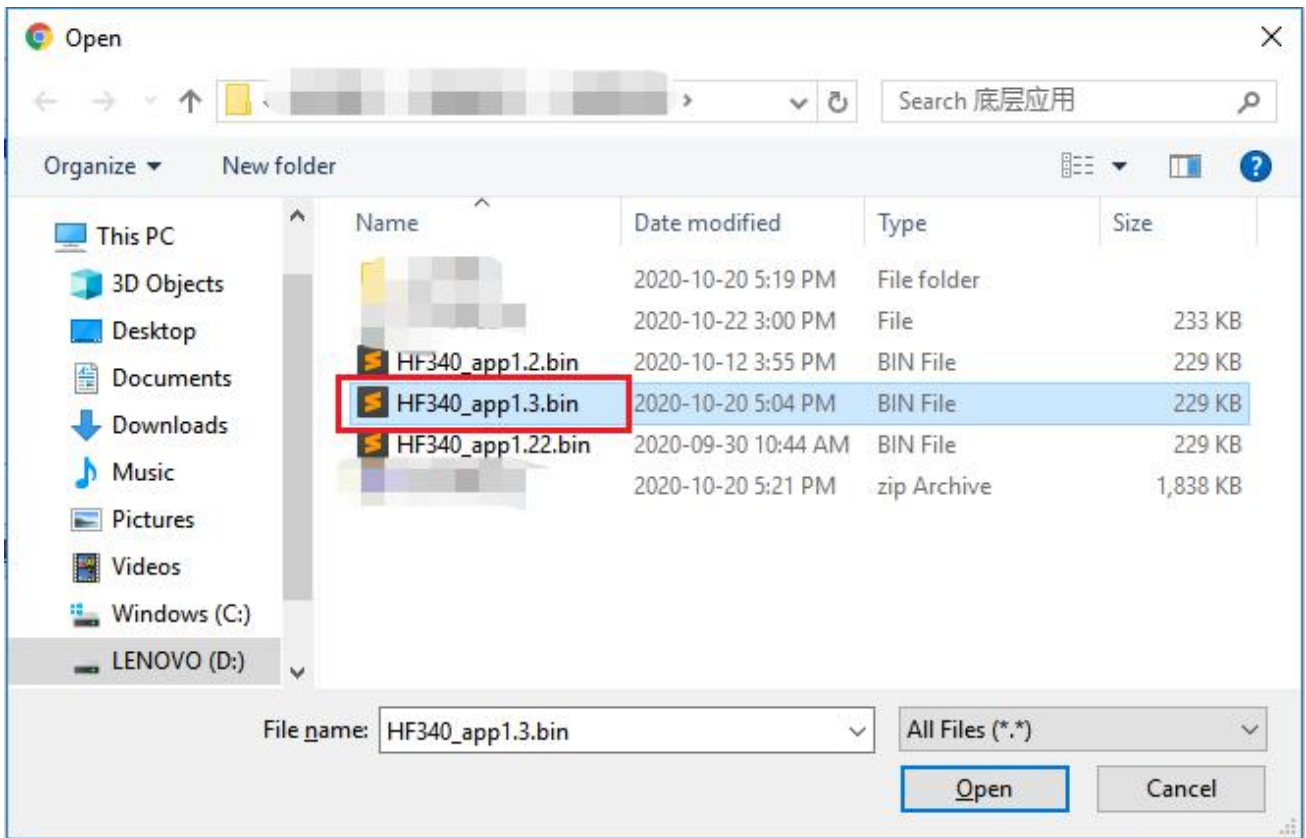 Open
Search 底层应用
Organize New folder
Name Date modified Type Size
This PC
3D Objects
Desktop
Documents
Downloads
Music
Pictures
Videos
Windows (C:)
LENOVO (D:)
2020-10-20 5:19 PM File folder
2020-10-22 3:00 PM File 233 KB
HF340_app1.2.bin 2020-10-12 3:55 PM BIN File 229 KB
HF340_app1.3.bin 2020-10-20 5:04 PM BIN File 229 KB
HF340_app1.22.bin 2020-09-30 10:44 AM BIN File 229 KB
2020-10-20 5:21 PM zip Archive 1,838 KB
File name: HF340_app1.3.bin All Files (*.*)
Open Cancel